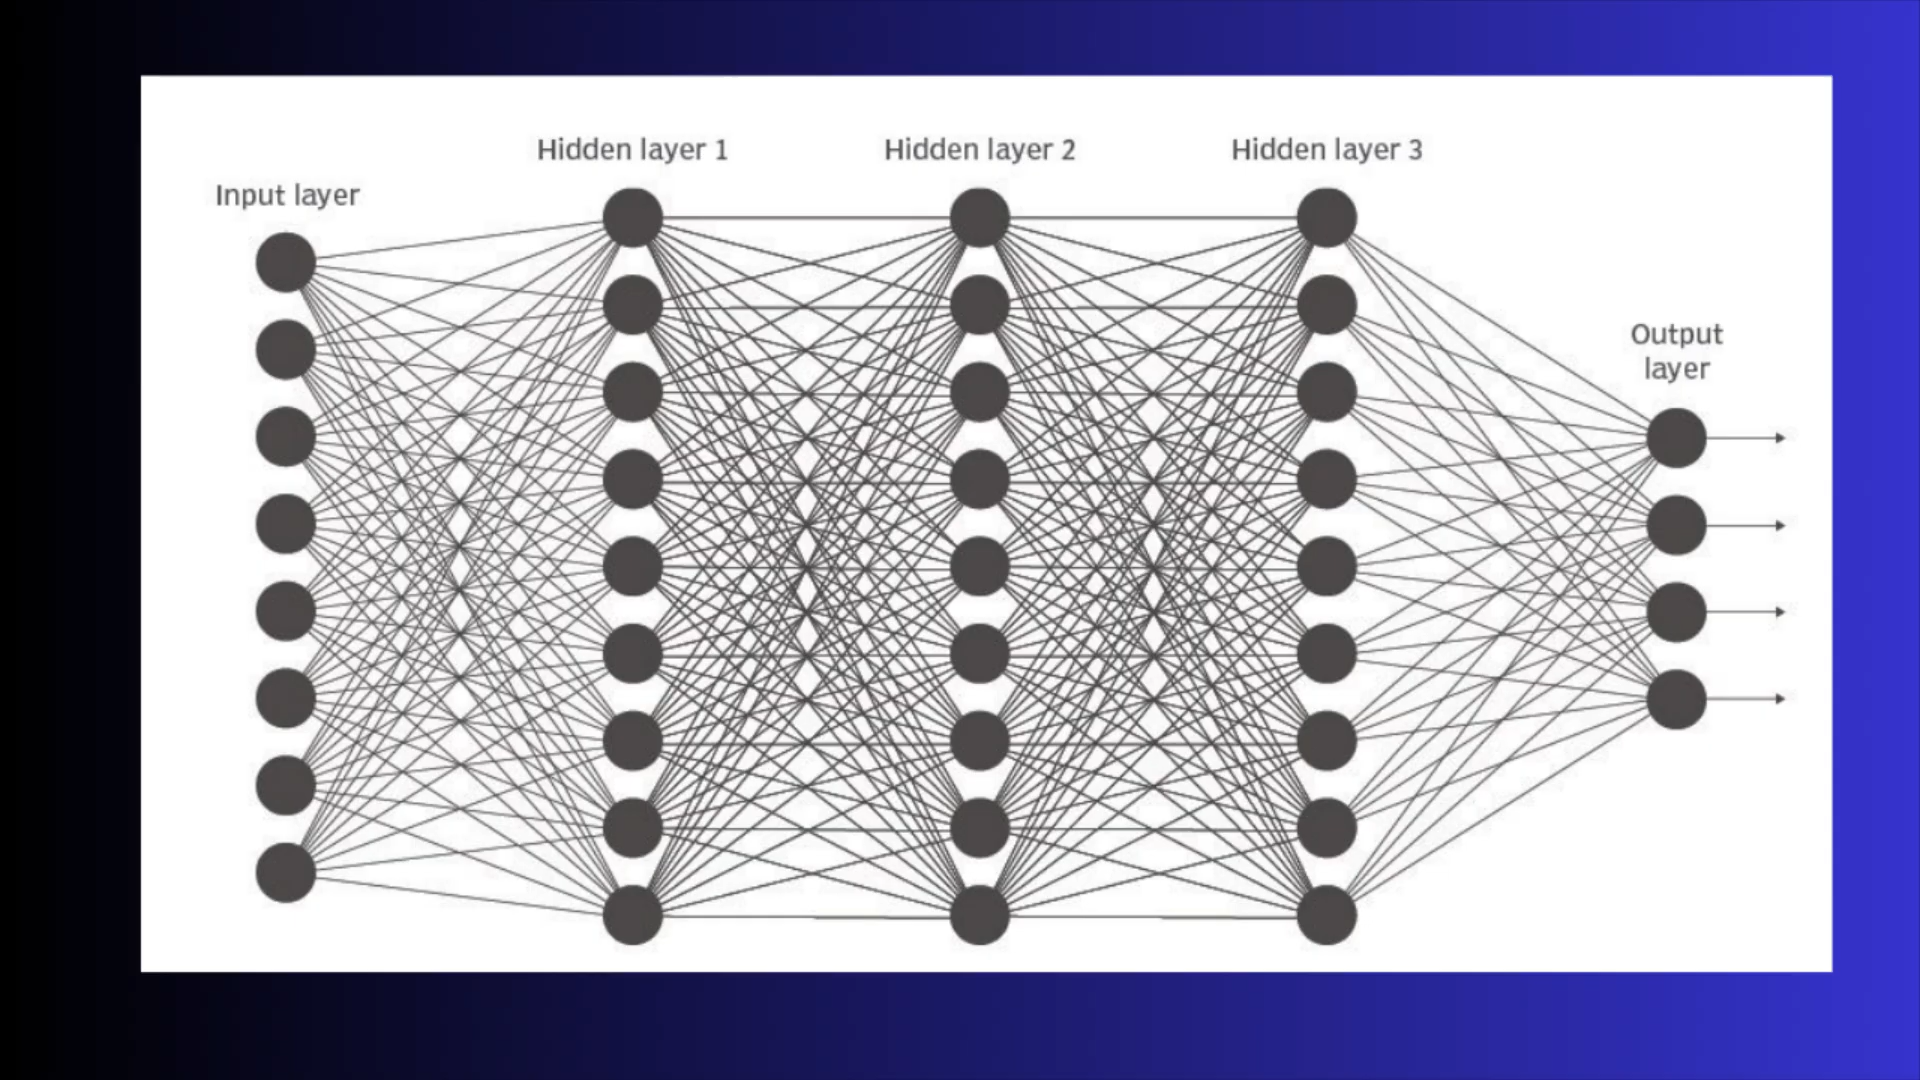 Input layer
Hidden layer 1
Hidden layer 2
Hidden layer 3
Output
layer